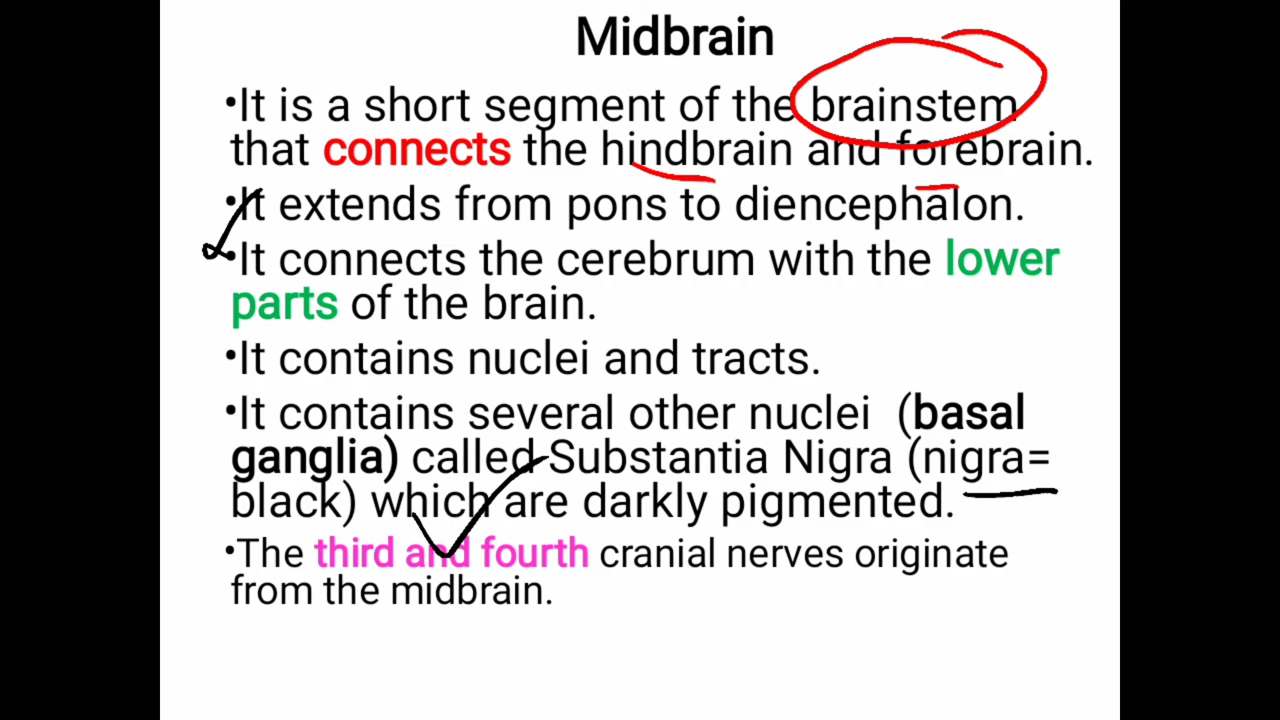 Midbrain
•It is a short segment of the brainstem
that connects the hindbrain and forebrain.
•It extends from pons to diencephalon.
•It connects the cerebrum with the lower
parts of the brain.
•It contains nuclei and tracts.
•It contains several other nuclei (basal
ganglia) called Substantia Nigra (nigra=
black) which are darkly pigmented.
•The third and fourth cranial nerves originate
from the midbrain.